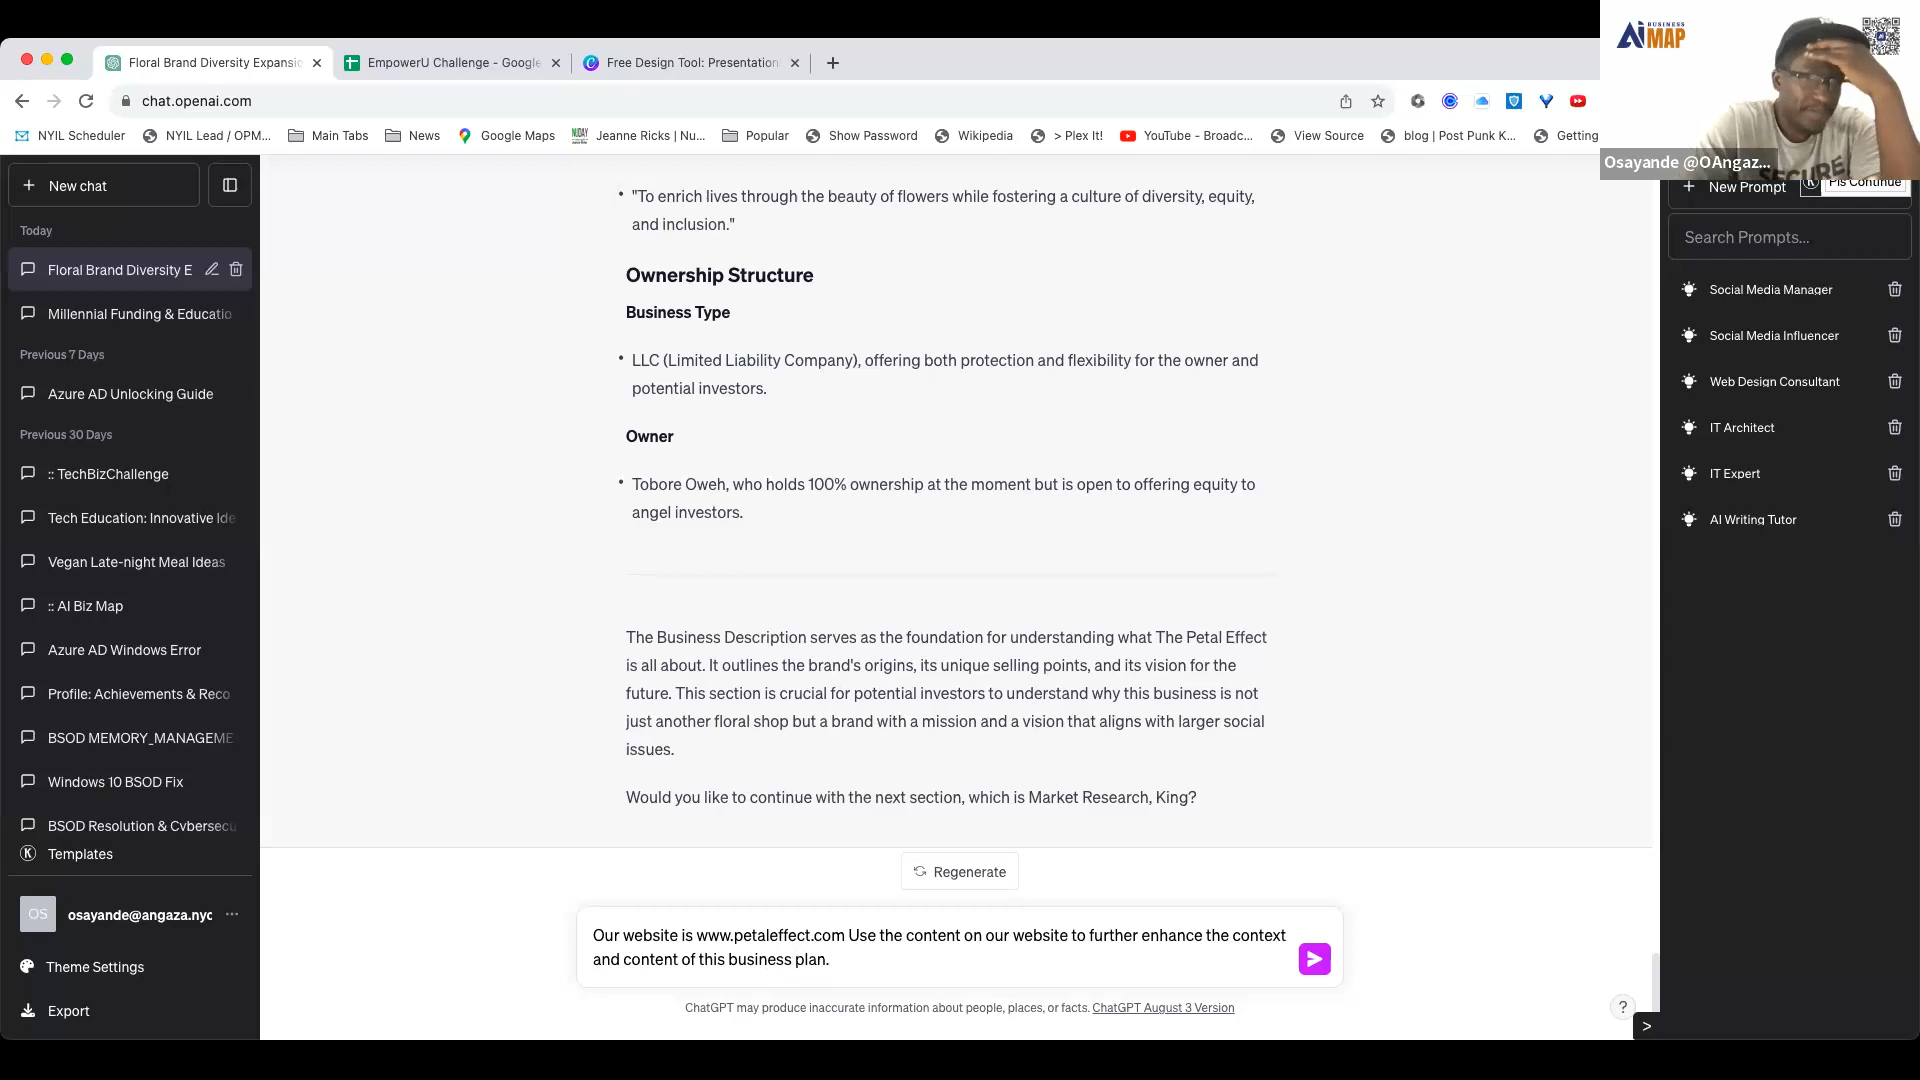 Floral Brand Diversity Expansio
EmpowerU Challenge - Google
Free Design Tool: Presentation
chat.openai.com
NYIL Scheduler
NYIL Lead / OPM...
Main Tabs
News
Google Maps
Jeanne Ricks | Nu...
Popular
Show Password
Wikipedia
> Plex It!
YouTube - Broadc...
View Source
blog | Post Punk K...
Getting
BUSINESS
AiMAP
SECURE
Osayande @OAngaz...
New chat
Today
Floral Brand Diversity E
Millennial Funding & Educatio
Previous 7 Days
Azure AD Unlocking Guide
Previous 30 Days
:: TechBizChallenge
Tech Education: Innovative Ide
Vegan Late-night Meal Ideas
:: AI Biz Map
Azure AD Windows Error
Profile: Achievements & Reco
BSOD MEMORY_MANAGEME
Windows 10 BSOD Fix
BSOD Resolution & Cybersecu
Templates
OS
osayande@angaza.nyc
Theme Settings
Export
"To enrich lives through the beauty of flowers while fostering a culture of diversity, equity,
and inclusion."
Ownership Structure
Business Type
LLC (Limited Liability Company), offering both protection and flexibility for the owner and
potential investors.
Owner
Tobore Oweh, who holds 100% ownership at the moment but is open to offering equity to
angel investors.
The Business Description serves as the foundation for understanding what The Petal Effect
is all about. It outlines the brand's origins, its unique selling points, and its vision for the
future. This section is crucial for potential investors to understand why this business is not
just another floral shop but a brand with a mission and a vision that aligns with larger social
issues.
Would you like to continue with the next section, which is Market Research, King?
Regenerate
Our website is www.petaleffect.com Use the content on our website to further enhance the context
and content of this business plan.
ChatGPT may produce inaccurate information about people, places, or facts. ChatGPT August 3 Version
?
>
New Prompt
Pls Continue
Search Prompts...
Social Media Manager
Social Media Influencer
Web Design Consultant
IT Architect
IT Expert
AI Writing Tutor